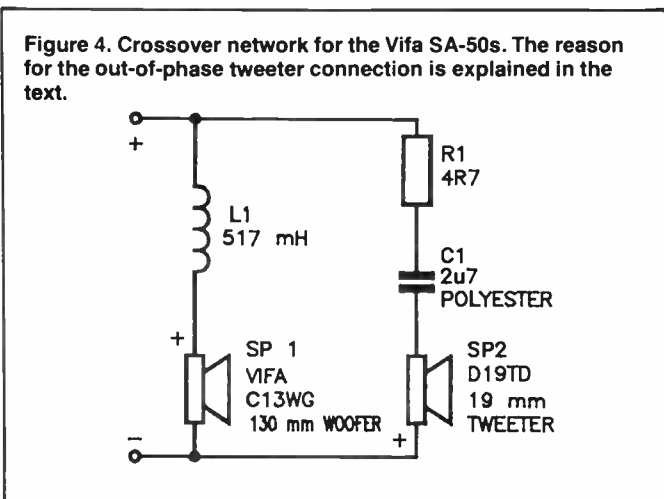 Figure 4. Crossover network for the Vifa SA-50s. The reason
for the out-of-phase tweeter connection is explained in the
text.
+
R1
4R7
L1
517 mH
C1
2u7
POLYESTER
+
SP 1
VIFA
C13WG
130 mm WOOFER
SP2
D19TD
19 mm
TWEETER
+
−